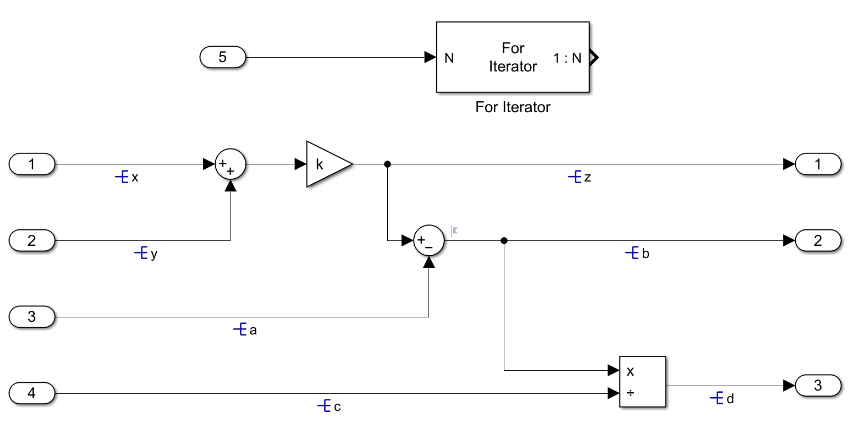 5
N
For
Iterator
1 : N
For Iterator
1
x
+
+
k
z
1
2
y
+
−
b
2
3
a
4
c
x
÷
d
3